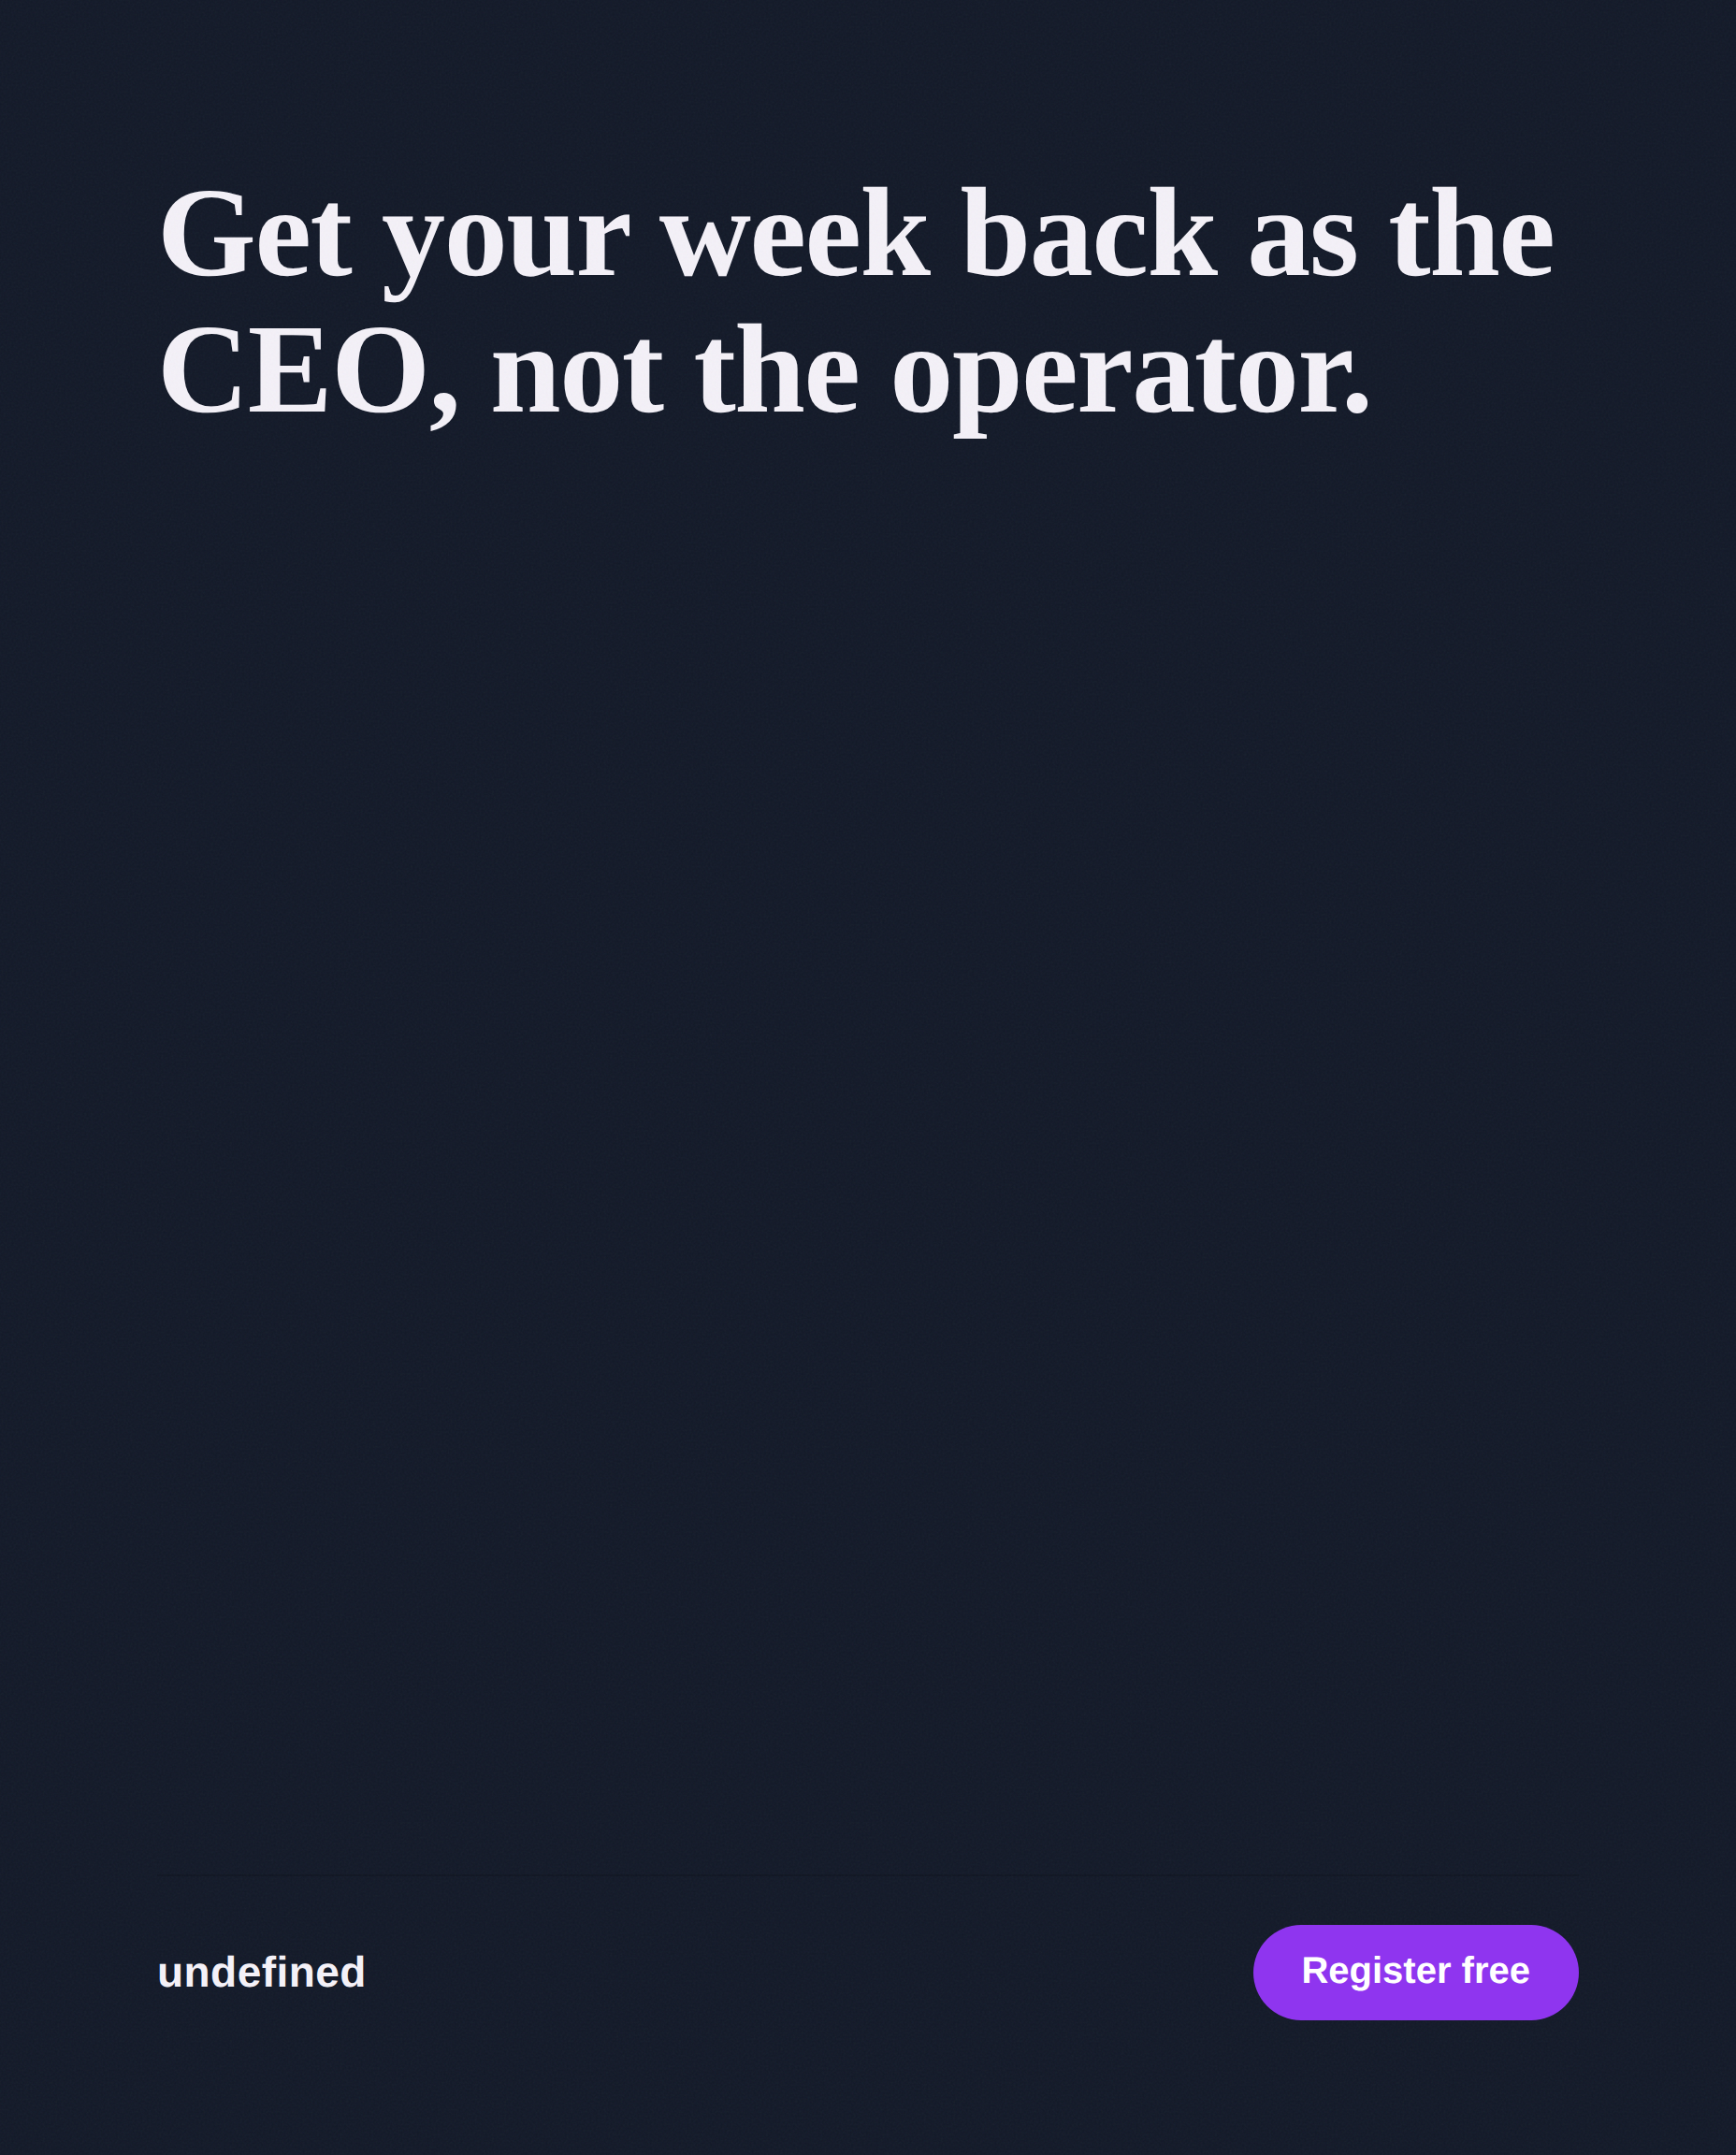 Get your week back as the
CEO, not the operator.
undefined
Register free